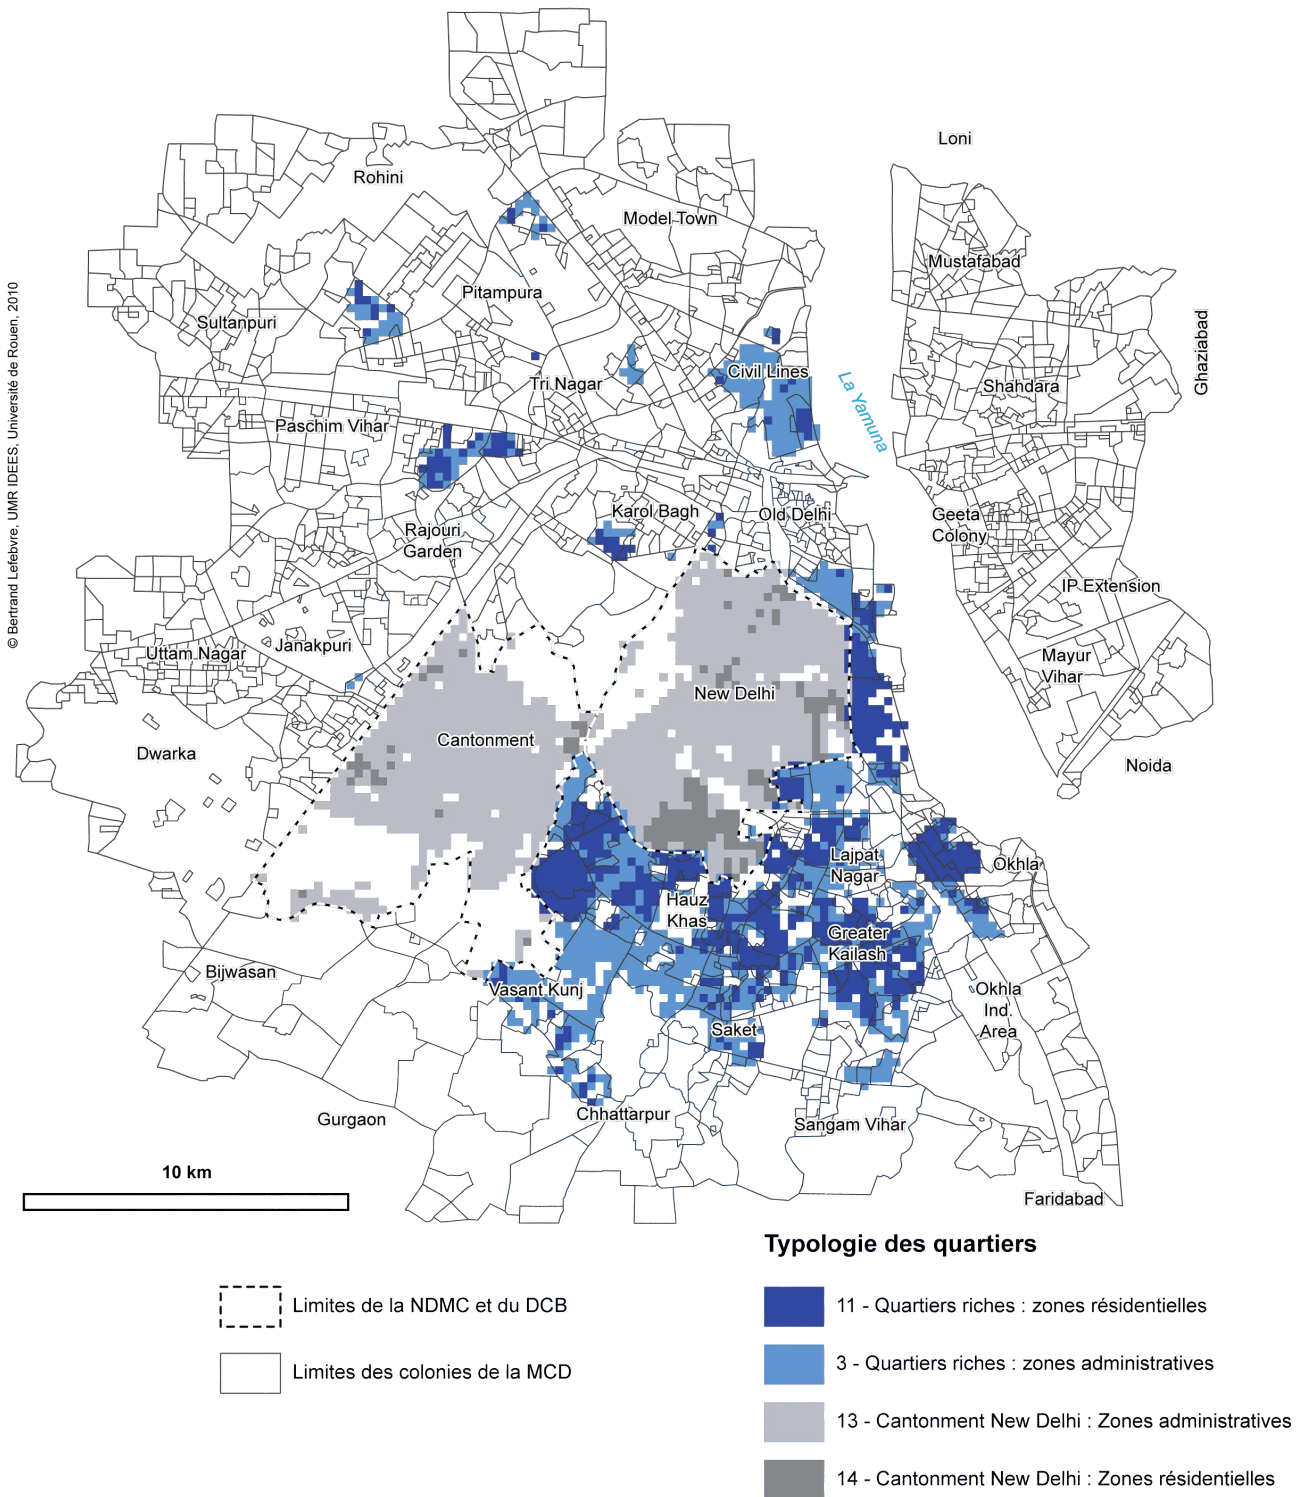 Loni
Rohini
Model Town
Mustafabad
Pitampura
Sultanpuri
Ghaziabad
© Bertrand Lefebvre, UMR IDEES, Université de Rouen, 2010
Civil Lines
La Yamuna
Tri Nagar
Shahdara
Paschim Vihar
Karol Bagh
Old Delhi
Geeta
Colony
Rajouri
Garden
IP Extension
Janakpuri
Uttam Nagar
Mayur
Vihar
New Delhi
Cantonment
Dwarka
Noida
Lajpat
Nagar
Okhla
Hauz
Khas
Greater
Kailash
Bijwasan
Vasant Kunj
Okhla
Ind.
Area
Saket
Gurgaon
Chhattarpur
Sangam Vihar
10 km
Faridabad
Typologie des quartiers
Limites de la NDMC et du DCB
Limites des colonies de la MCD
11 - Quartiers riches : zones résidentielles
3 - Quartiers riches : zones administratives
13 - Cantonment New Delhi : Zones administratives
14 - Cantonment New Delhi : Zones résidentielles